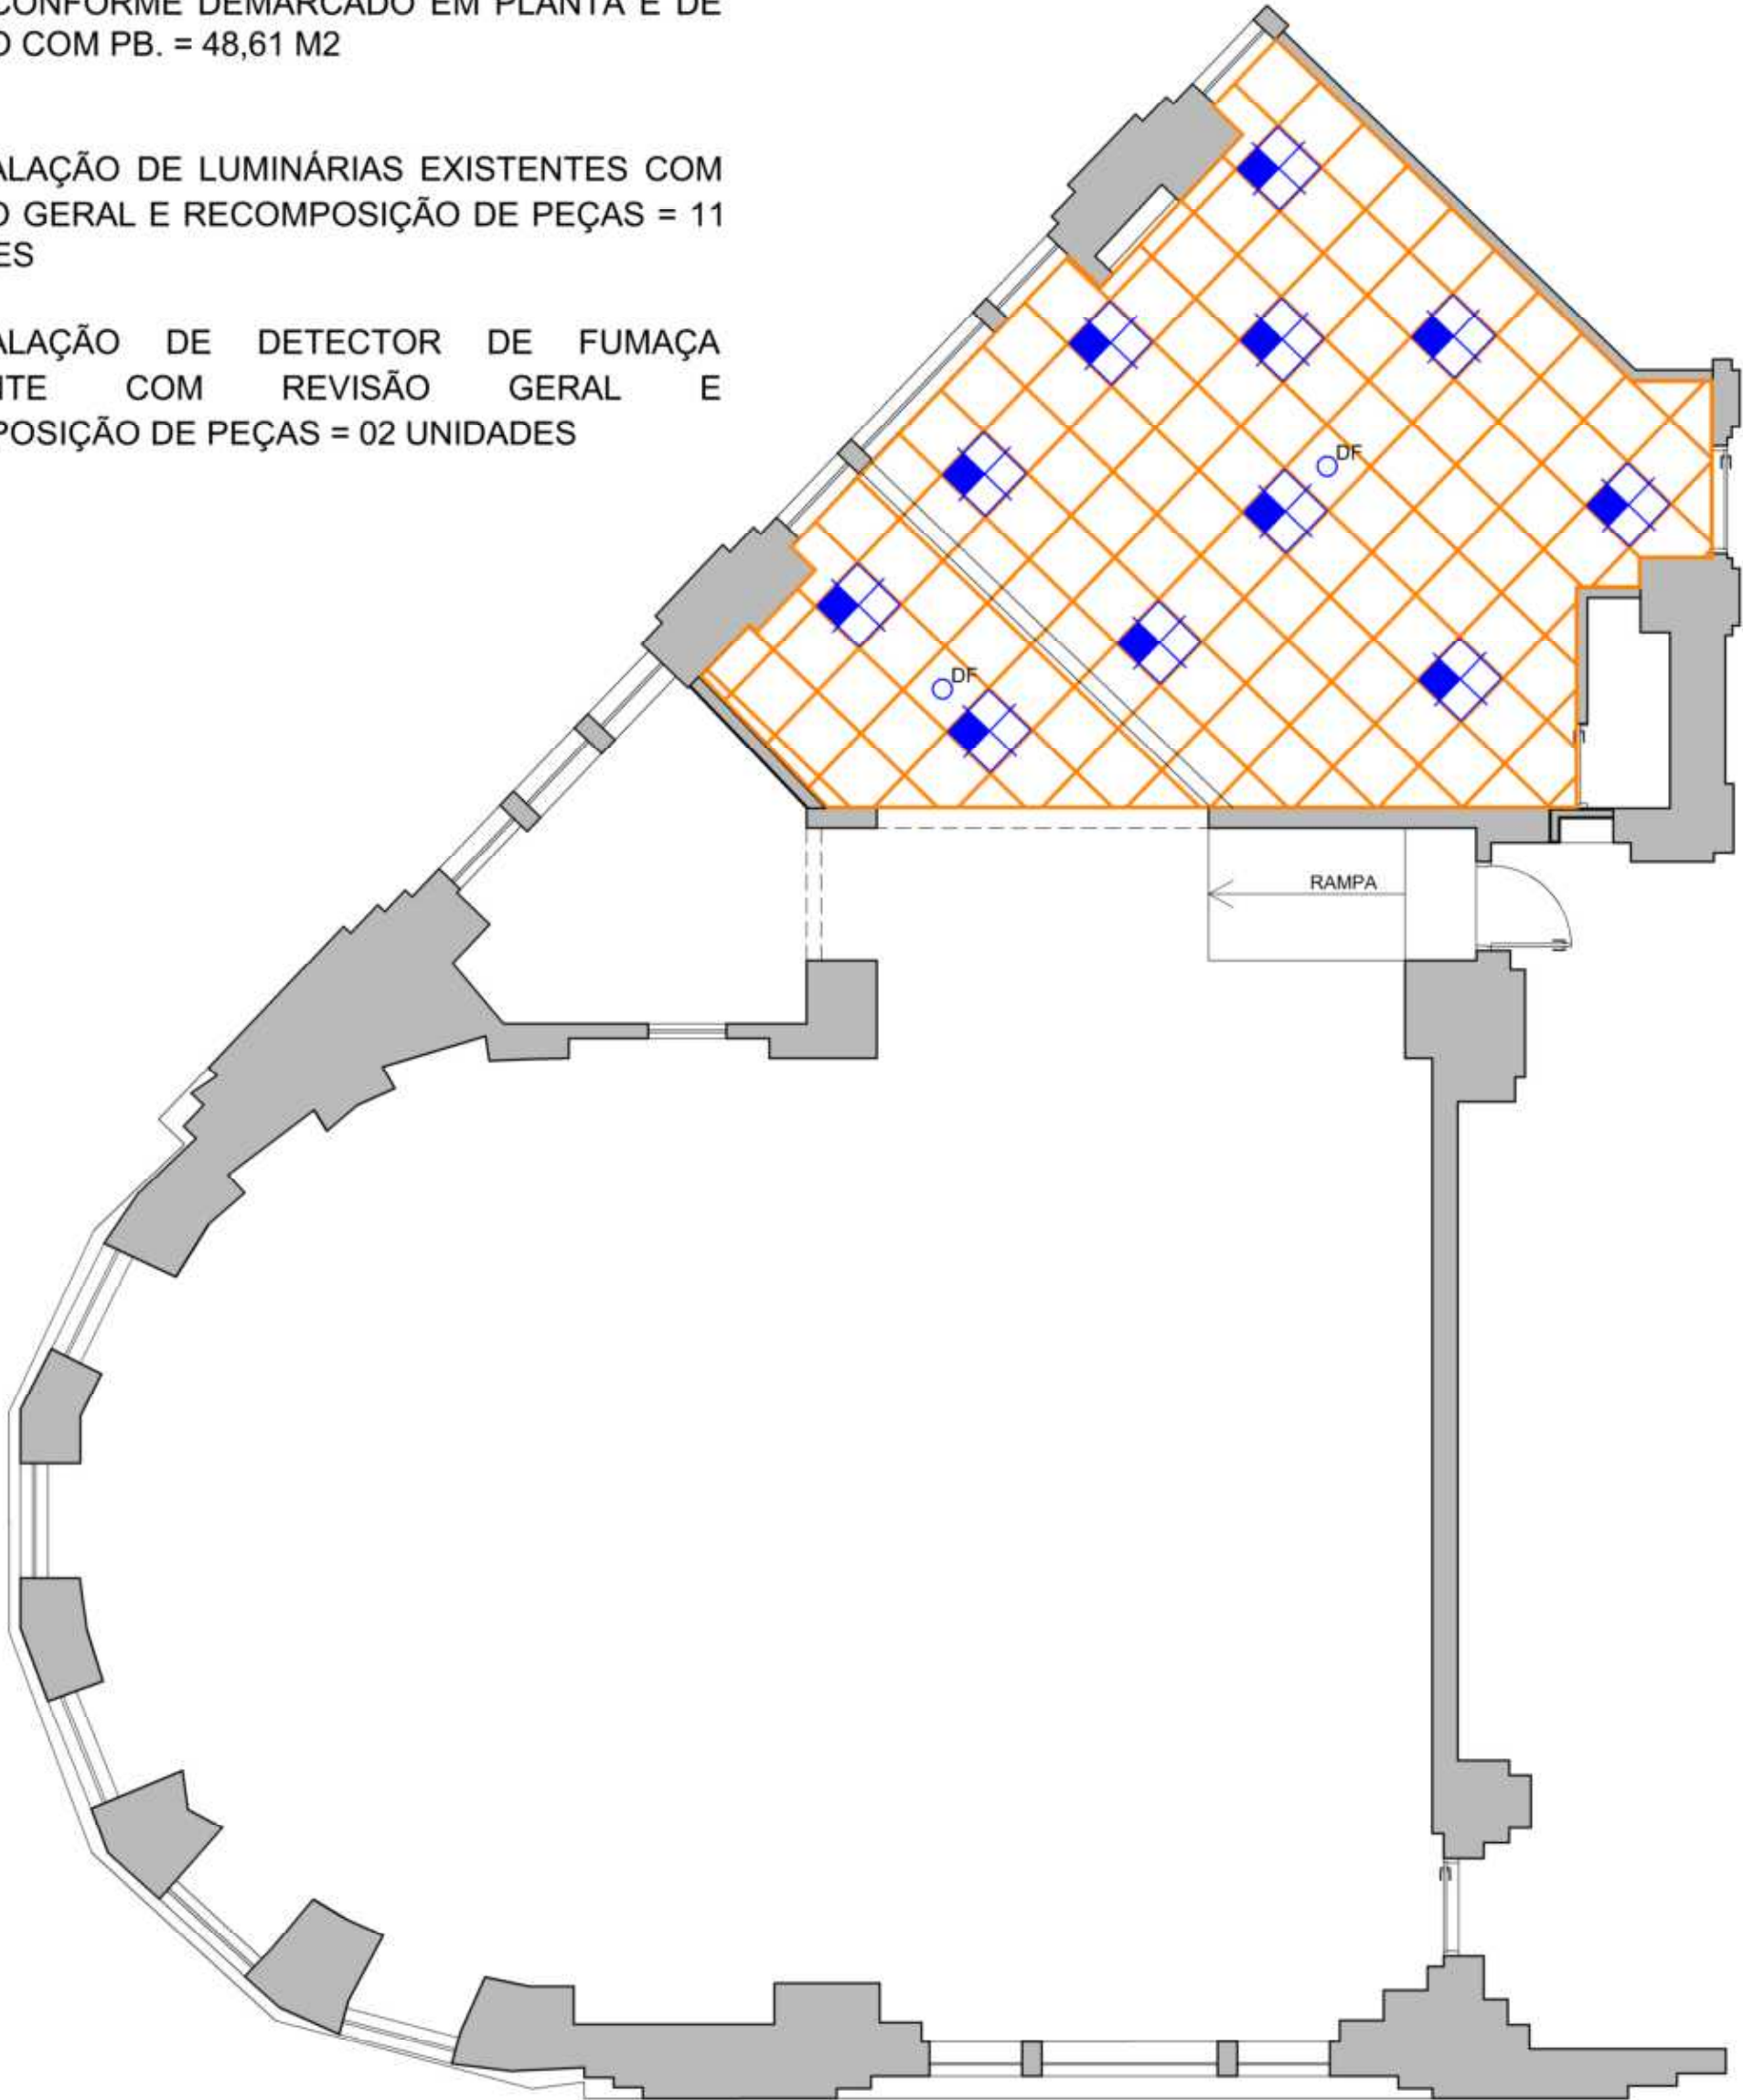 CONFORME DEMARCADO EM PLANTA E DE
O COM PB. = 48,61 M2
ALAÇÃO DE LUMINÁRIAS EXISTENTES COM
O GERAL E RECOMPOSIÇÃO DE PEÇAS = 11
ES
ALAÇÃO DE DETECTOR DE FUMAÇA
NTE COM REVISÃO GERAL E
POSIÇÃO DE PEÇAS = 02 UNIDADES
DF
DF
RAMPA